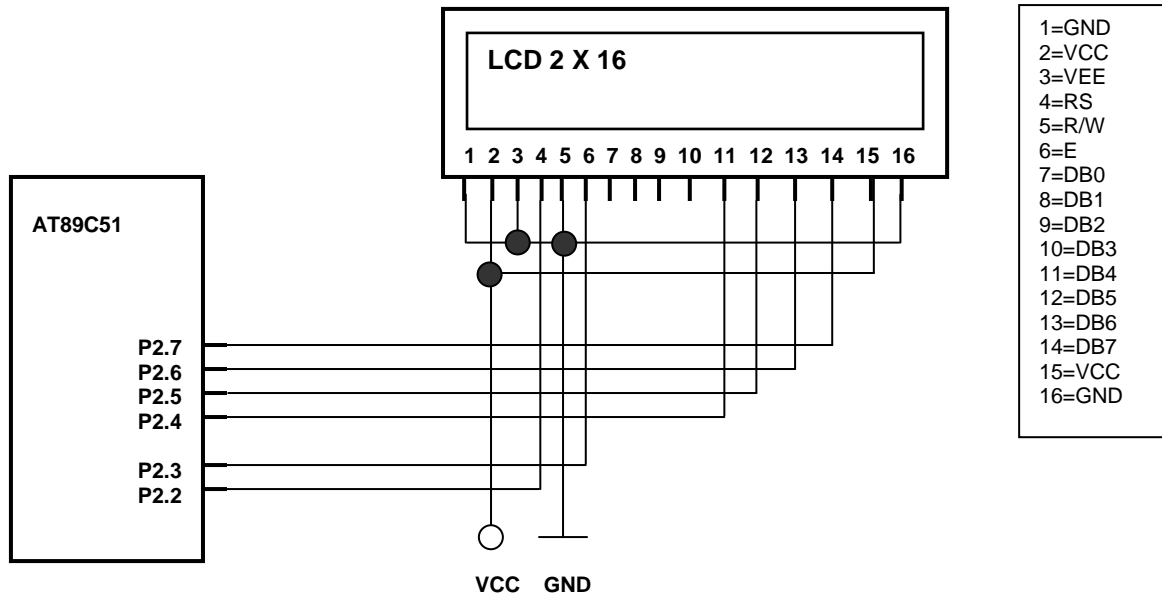 LCD 2 X 16
1 2 3 4 5 6 7 8 9 10 11 12 13 14 15 16
AT89C51
P2.7
P2.6
P2.5
P2.4
P2.3
P2.2
VCC GND
1=GND
2=VCC
3=VEE
4=RS
5=R/W
6=E
7=DB0
8=DB1
9=DB2
10=DB3
11=DB4
12=DB5
13=DB6
14=DB7
15=VCC
16=GND